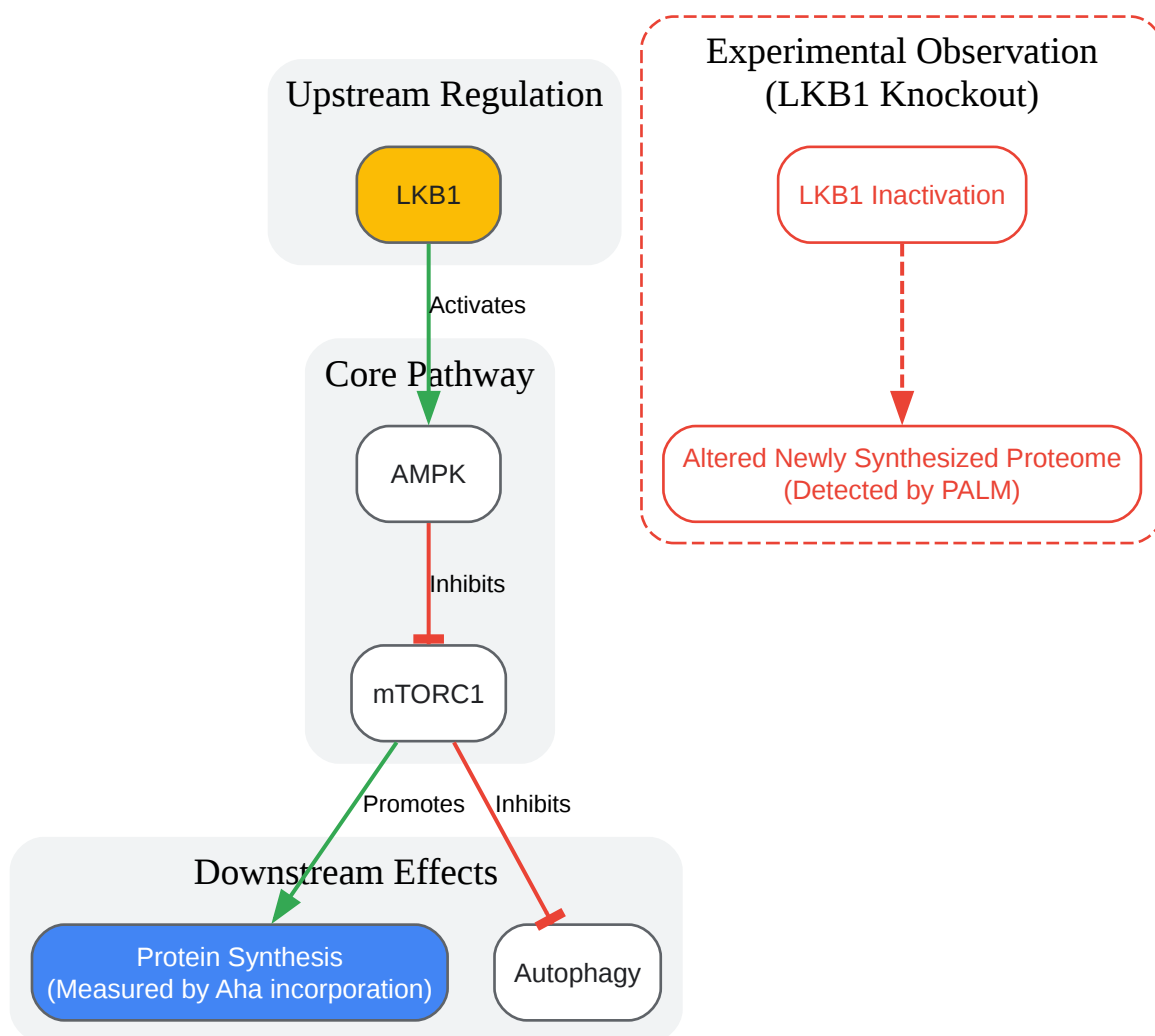 Upstream Regulation
LKB1
Activates
Core Pathway
AMPK
Inhibits
mTORC1
Promotes
Inhibits
Downstream Effects
Protein Synthesis
(Measured by Aha incorporation)
Autophagy
Experimental Observation
(LKB1 Knockout)
LKB1 Inactivation
Altered Newly Synthesized Proteome
(Detected by PALM)